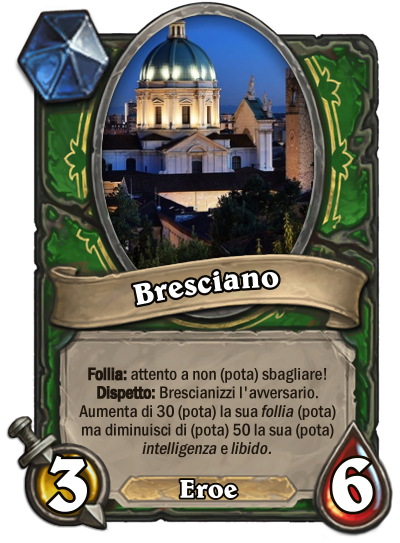 Bresciano
Follia: attento a non (pota) sbagliare!
Dispetto: Brescianizzi l'avversario.
Aumenta di 30 (pota) la sua follia (pota)
ma diminuisci di (pota) 50 la sua (pota)
intelligenza e libido.
3
Eroe
6